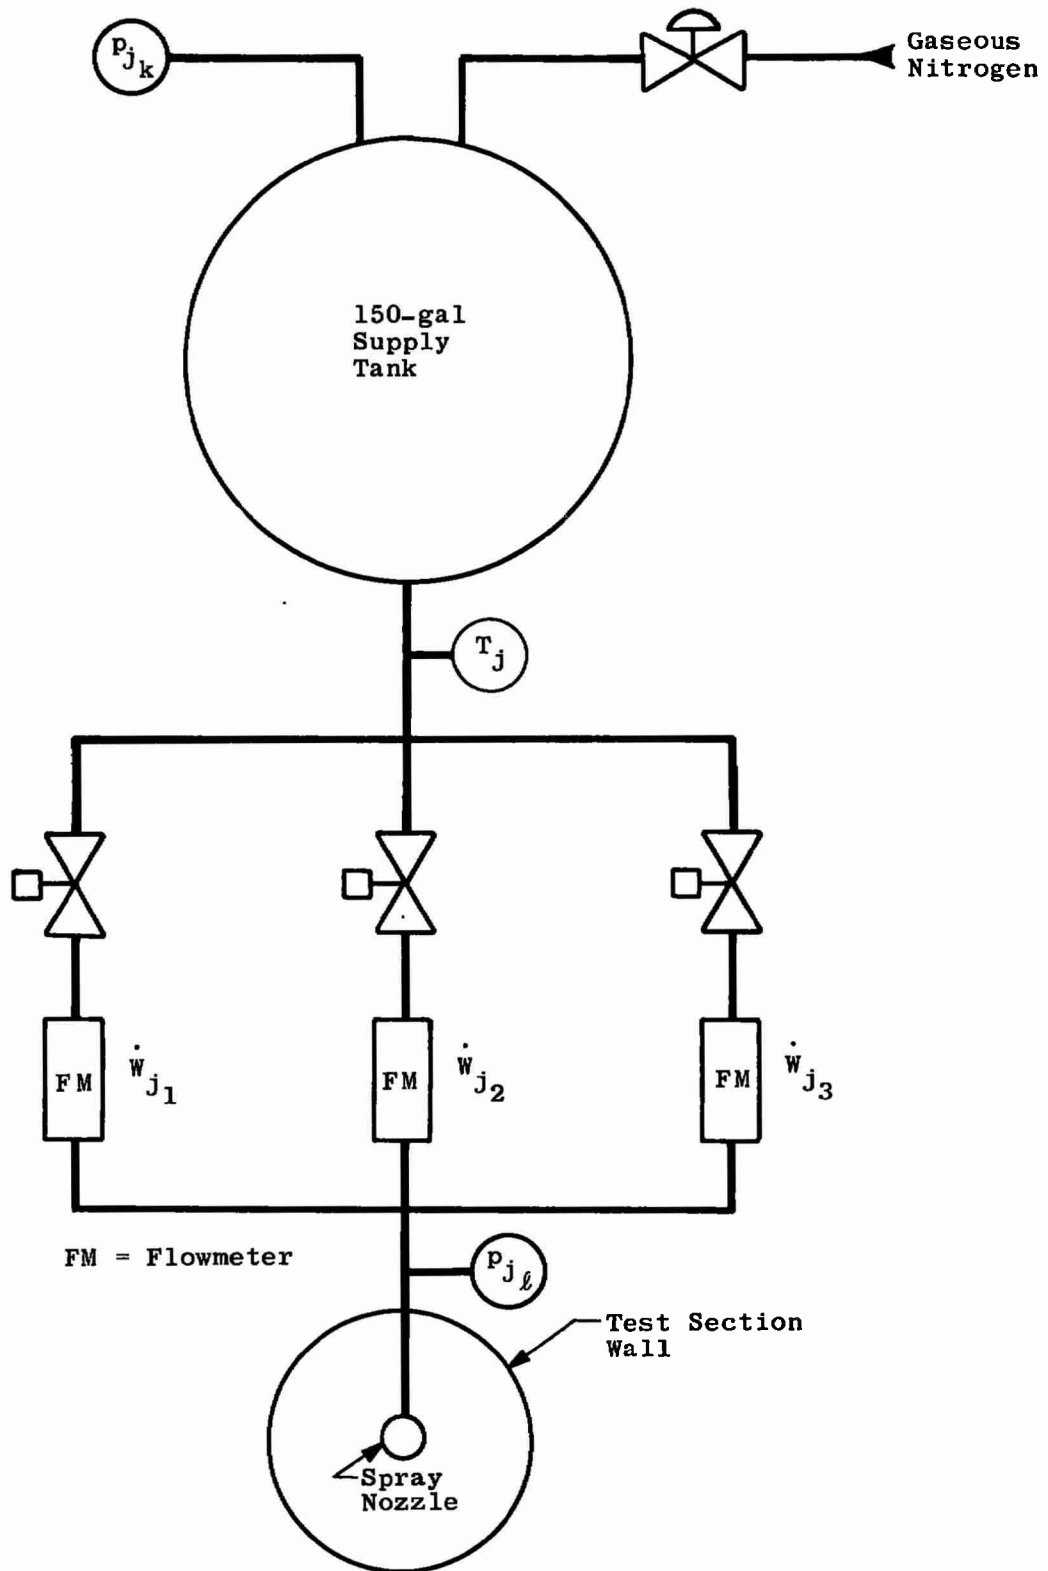 p_{j_k}
Gaseous
Nitrogen
150-gal
Supply
Tank
T_j
FM
Ẇ_{j_1}
FM
Ẇ_{j_2}
FM
Ẇ_{j_3}
FM = Flowmeter
p_{j_ℓ}
Test Section
Wall
Spray
Nozzle